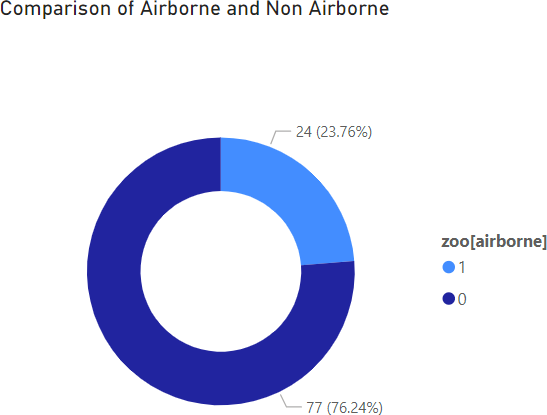 Comparison of Airborne and Non Airborne
24 (23.76%)
zoo[airborne]
1
0
77 (76.24%)